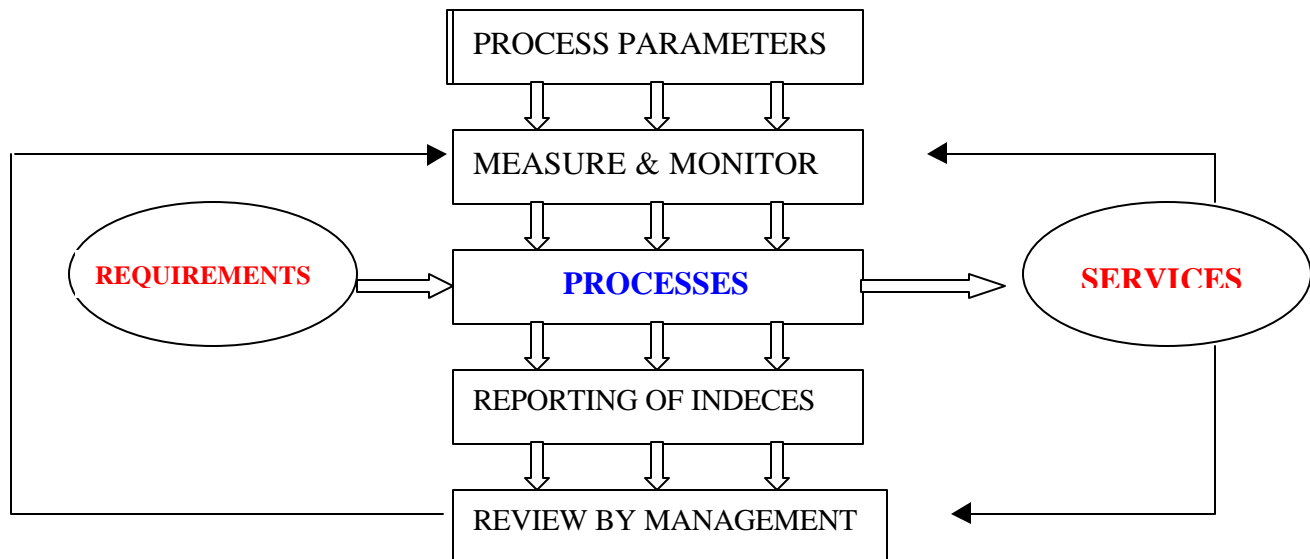 PROCESS PARAMETERS
MEASURE & MONITOR
REQUIREMENTS
PROCESSES
SERVICES
REPORTING OF INDECES
REVIEW BY MANAGEMENT